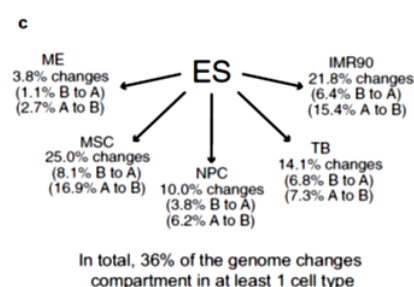 c
ES
ME
3.8% changes
(1.1% B to A)
(2.7% A to B)
IMR90
21.8% changes
(6.4% B to A)
(15.4% A to B)
MSC
25.0% changes
(8.1% B to A)
(16.9% A to B)
NPC
10.0% changes
(3.8% B to A)
(6.2% A to B)
TB
14.1% changes
(6.8% B to A)
(7.3% A to B)
In total, 36% of the genome changes
compartment in at least 1 cell type